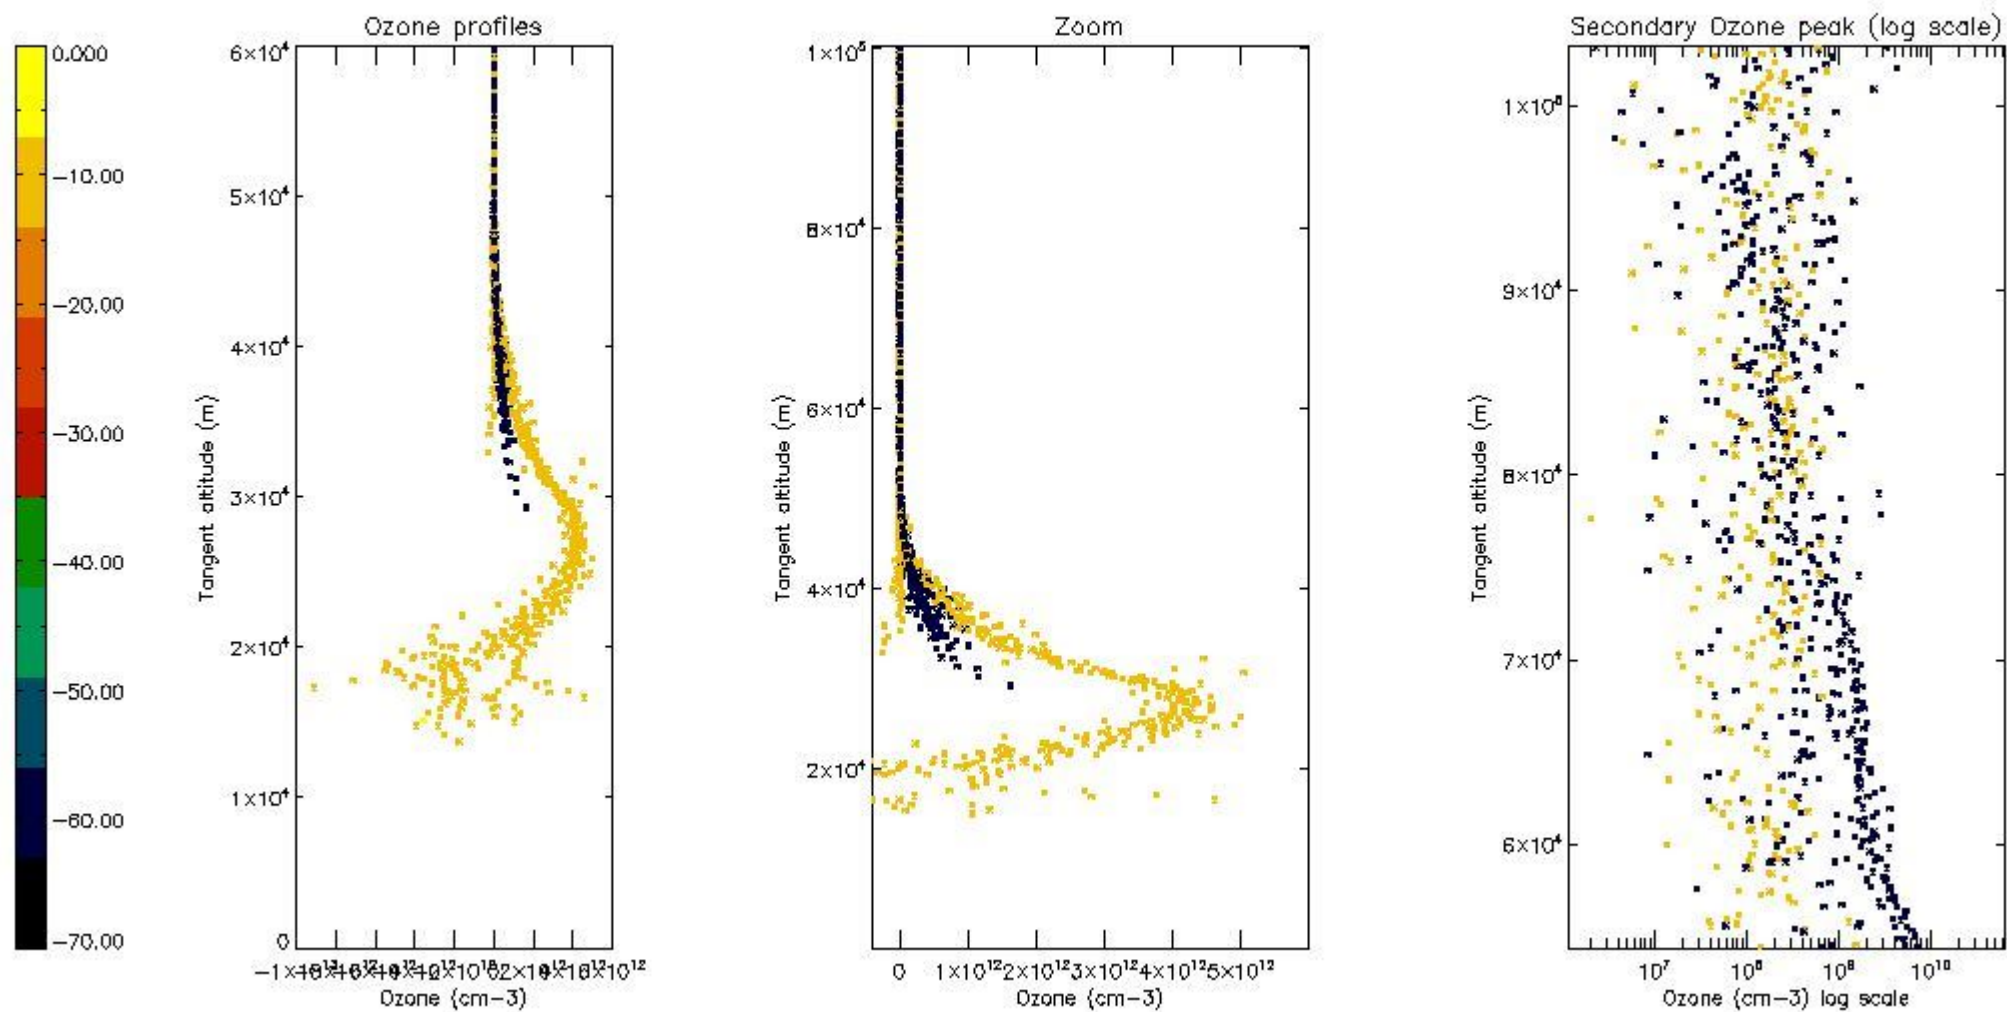 Ozone profiles
Zoom
Secondary Ozone peak (log scale)
0.000
-10.00
-20.00
-30.00
-40.00
-50.00
-60.00
-70.00
6×10⁴
5×10⁴
4×10⁴
3×10⁴
2×10⁴
1×10⁴
0
Tangent altitude (m)
Ozone (cm-3)
1×10⁵
8×10⁴
6×10⁴
4×10⁴
2×10⁴
Tangent altitude (m)
0 1×10¹² 2×10¹² 3×10¹² 4×10¹² 5×10¹²
Ozone (cm-3)
1×10⁵
9×10⁴
8×10⁴
7×10⁴
6×10⁴
Tangent altitude (m)
10⁷ 10⁸ 10⁹ 10¹⁰
Ozone (cm-3) log scale